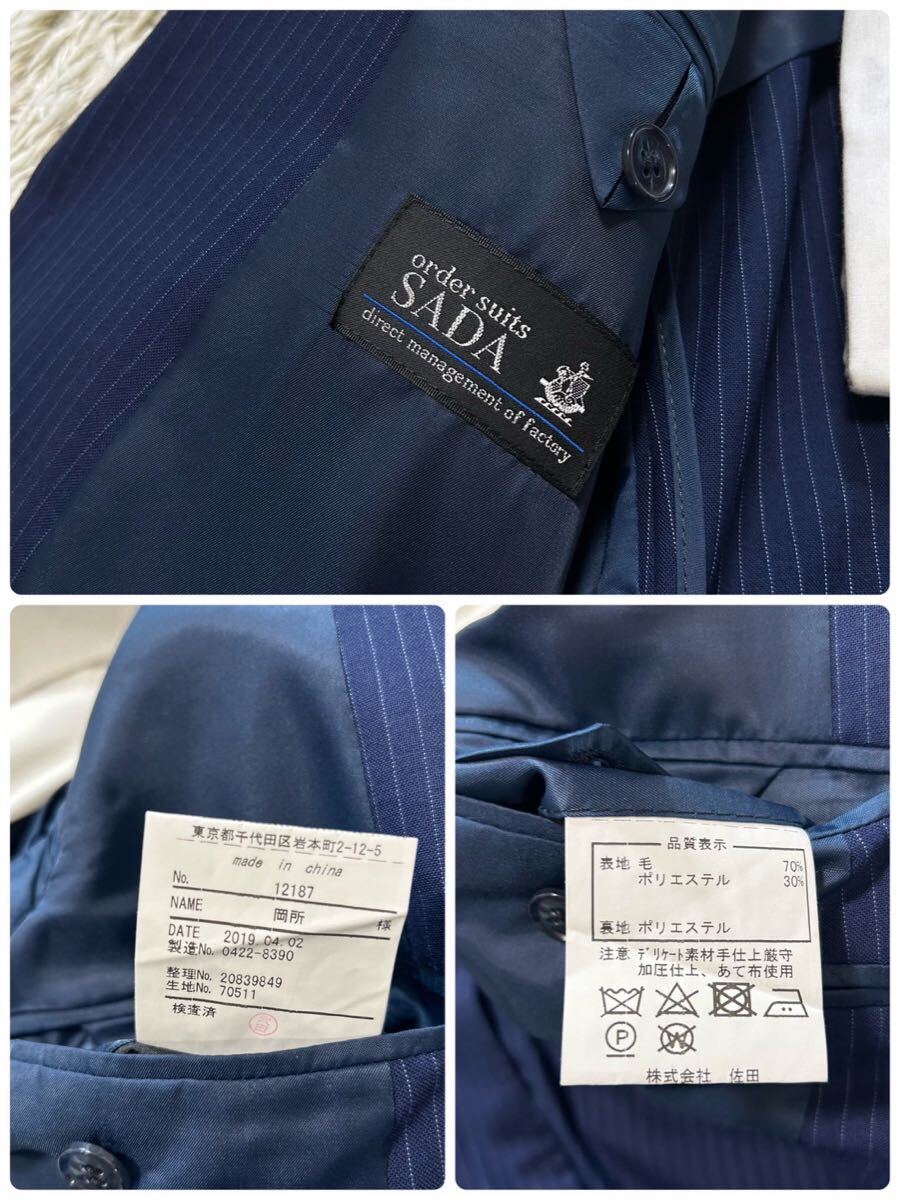 order suits
SADA
direct management of factory
東京都千代田区岩本町2-12-5
made in china
No. 12187
NAME 岡所 様
DATE 2019.04.02
製造No. 0422-8390
整理No. 20839849
生地No. 70511
検査済
品質表示
表地 毛 70%
ポリエステル 30%
裏地 ポリエステル
注意 デリケート素材手仕上厳守
加圧仕上、あて布使用
P W
株式会社 佐田